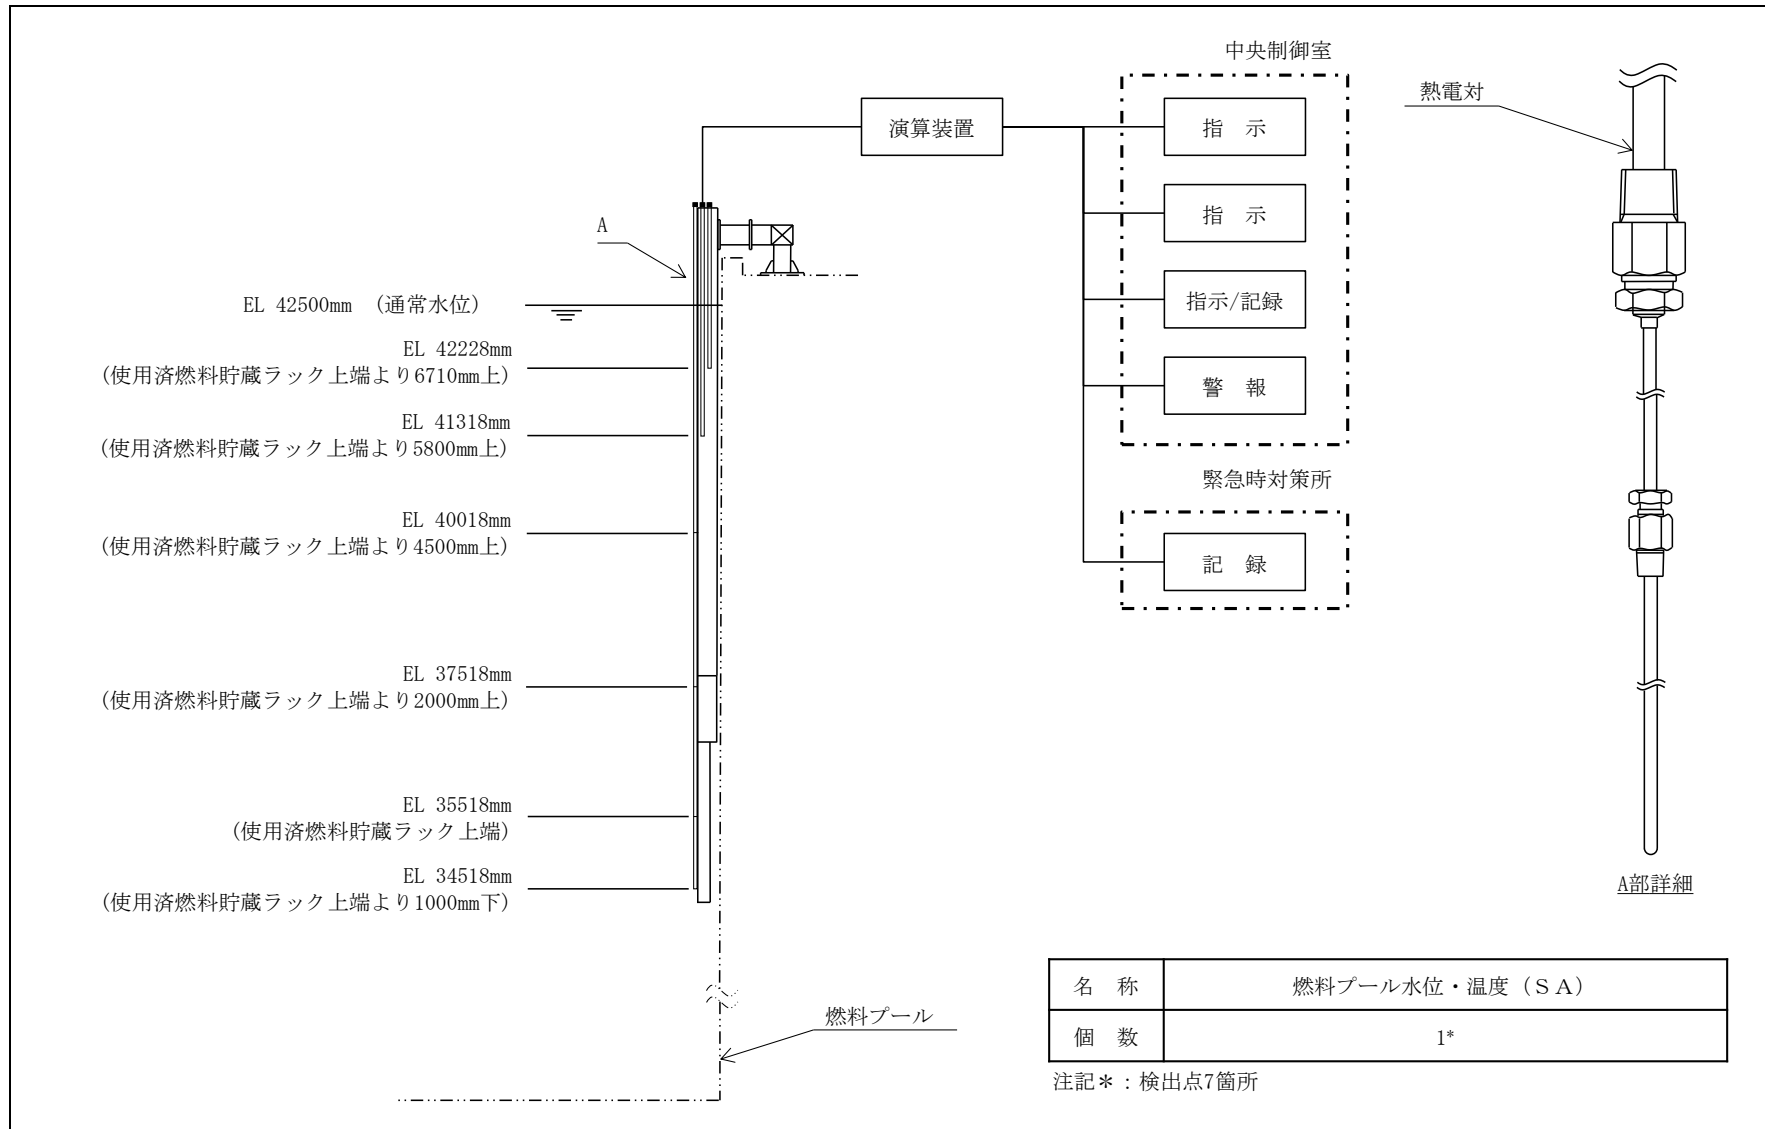 中央制御室
熱電対
演算装置
指 示
指 示
A
指示/記録
EL 42500mm (通常水位)
EL 42228mm
(使用済燃料貯蔵ラック上端より6710mm上)
警 報
EL 41318mm
(使用済燃料貯蔵ラック上端より5800mm上)
緊急時対策所
EL 40018mm
(使用済燃料貯蔵ラック上端より4500mm上)
記 録
EL 37518mm
(使用済燃料貯蔵ラック上端より2000mm上)
EL 35518mm
(使用済燃料貯蔵ラック上端)
EL 34518mm
(使用済燃料貯蔵ラック上端より1000mm下)
A部詳細
燃料プール
名 称 燃料プール水位・温度(SA)
個 数 1*
注記*:検出点7箇所